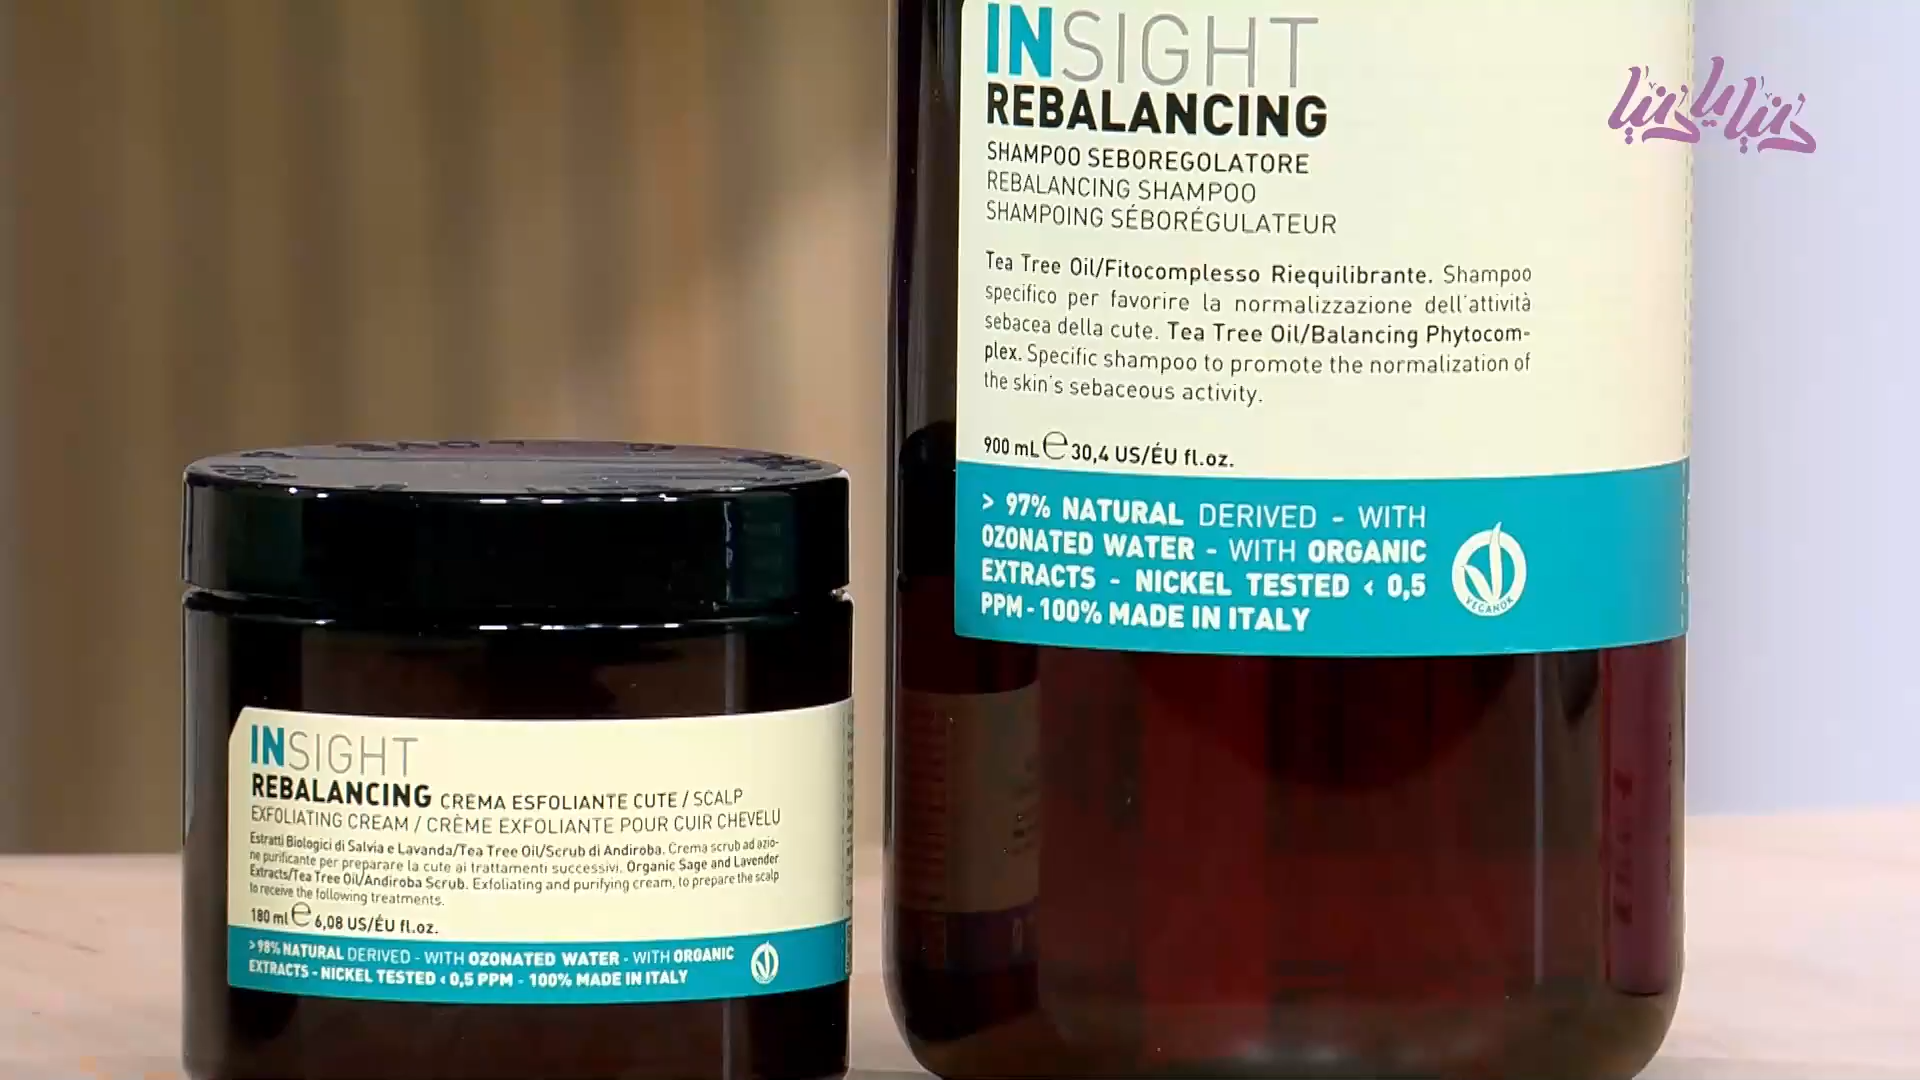 INSIGHT
REBALANCING
SHAMPOO SEBOREGOLATORE
REBALANCING SHAMPOO
SHAMPOING SÉBORÉGULATEUR
Tea Tree Oil/Fitocomplesso Riequilibrante. Shampoo
specifico per favorire la normalizzazione dell'attività
sebacea della cute. Tea Tree Oil/Balancing Phytocom-
plex. Specific shampoo to promote the normalization of
the skin's sebaceous activity.
900 mL ℮ 30,4 US/ÉU fl.oz.
> 97% NATURAL DERIVED - WITH
OZONATED WATER - WITH ORGANIC
EXTRACTS - NICKEL TESTED < 0,5
PPM - 100% MADE IN ITALY
VEGANOK
INSIGHT
REBALANCING CREMA ESFOLIANTE CUTE / SCALP
EXFOLIATING CREAM / CRÈME EXFOLIANTE POUR CUIR CHEVELU
Estratti Biologici di Salvia e Lavanda/Tea Tree Oil/Scrub di Andiroba. Crema scrub ad azio-
ne purificante per preparare la cute ai trattamenti successivi. Organic Sage and Lavender
Extracts/Tea Tree Oil/Andiroba Scrub. Exfoliating and purifying cream, to prepare the scalp
to receive the following treatments.
180 ml ℮ 6,08 US/ÉU fl.oz.
> 98% NATURAL DERIVED - WITH OZONATED WATER - WITH ORGANIC
EXTRACTS - NICKEL TESTED < 0,5 PPM - 100% MADE IN ITALY